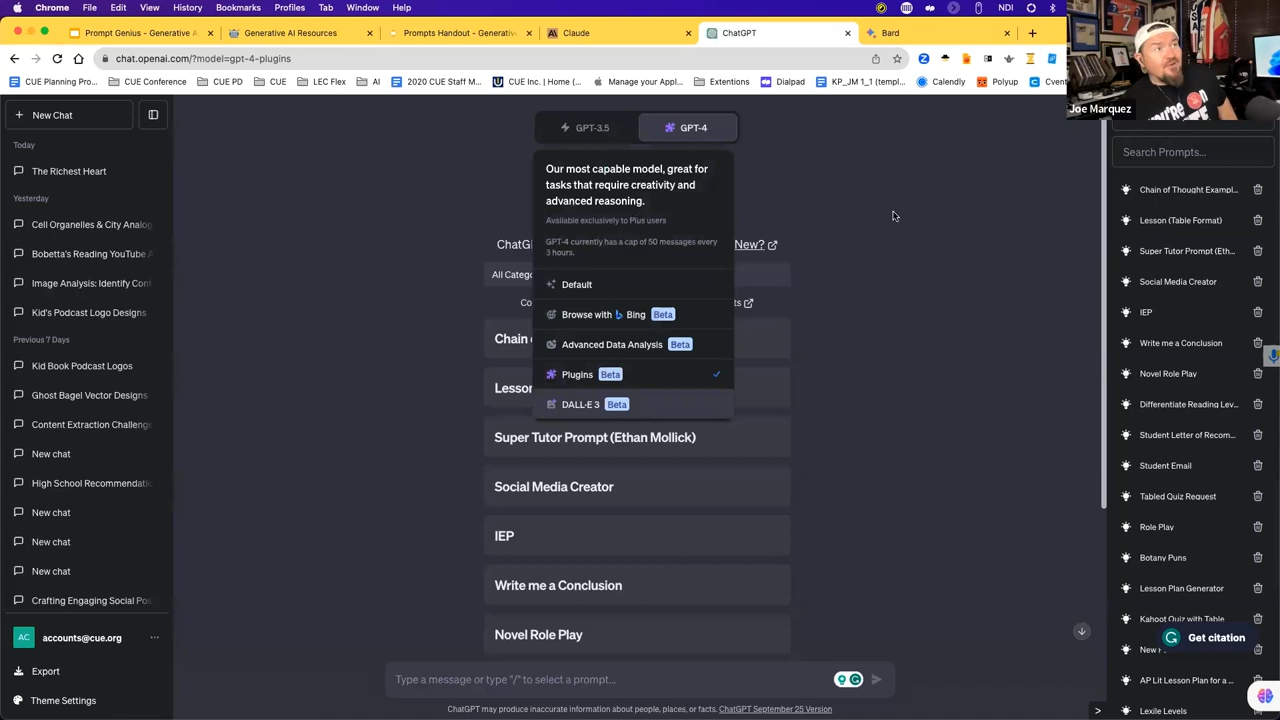 Chrome File Edit View History Bookmarks Profiles Tab Window Help NDI
Prompt Genius - Generative A
Generative AI Resources
Prompts Handout - Generative
Claude
ChatGPT
Bard
chat.openai.com/?model=gpt-4-plugins
CUE Planning Pro...
CUE Conference
CUE PD
CUE
LEC Flex
AI
2020 CUE Staff M...
CUE Inc. | Home (...
Manage your Appl...
Extentions
Dialpad
KP_JM 1_1 (templ...
Calendly
Polyup
Cvent
Joe Marquez
New Chat
Today
The Richest Heart
Yesterday
Cell Organelles & City Analog
Bobetta's Reading YouTube A
Image Analysis: Identify Con
Kid's Podcast Logo Designs
Previous 7 Days
Kid Book Podcast Logos
Ghost Bagel Vector Designs
Content Extraction Challenge
New chat
High School Recommendati
New chat
New chat
New chat
Crafting Engaging Social Pos
AC accounts@cue.org
Export
Theme Settings
GPT-3.5
GPT-4
Our most capable model, great for
tasks that require creativity and
advanced reasoning.
Available exclusively to Plus users
GPT-4 currently has a cap of 50 messages every
3 hours.
Default
Browse with Bing Beta
Advanced Data Analysis Beta
Plugins Beta
DALL·E 3 Beta
New?
Super Tutor Prompt (Ethan Mollick)
Social Media Creator
IEP
Write me a Conclusion
Novel Role Play
Type a message or type "/" to select a prompt...
ChatGPT may produce inaccurate information about people, places, or facts. ChatGPT September 25 Version
Search Prompts...
Chain of Thought Exampl...
Lesson (Table Format)
Super Tutor Prompt (Eth...
Social Media Creator
IEP
Write me a Conclusion
Novel Role Play
Differentiate Reading Lev...
Student Letter of Recom...
Student Email
Tabled Quiz Request
Role Play
Botany Puns
Lesson Plan Generator
Kahoot Quiz with Table
Get citation
AP Lit Lesson Plan for a ...
Lexile Levels